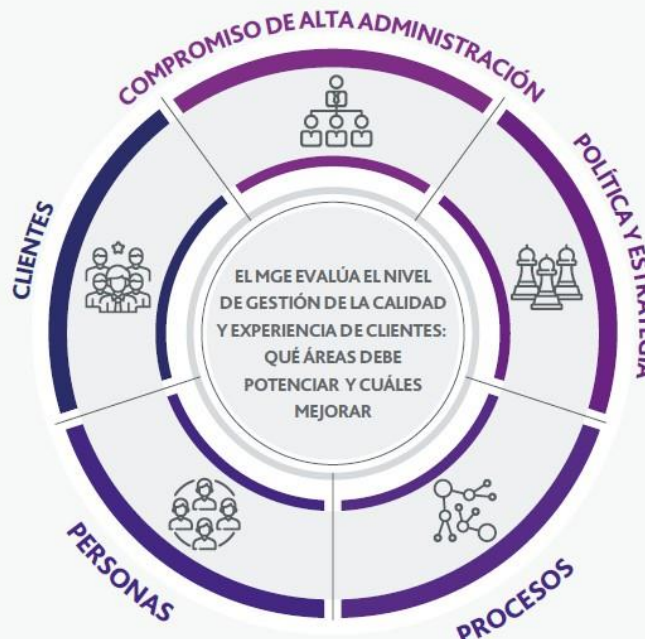 COMPROMISO DE ALTA ADMINISTRACIÓN
CLIENTES
POLÍTICA Y ESTRATEGIA
EL MGE EVALÚA EL NIVEL
DE GESTIÓN DE LA CALIDAD
Y EXPERIENCIA DE CLIENTES:
QUÉ ÁREAS DEBE
POTENCIAR Y CUÁLES
MEJORAR
PERSONAS
PROCESOS